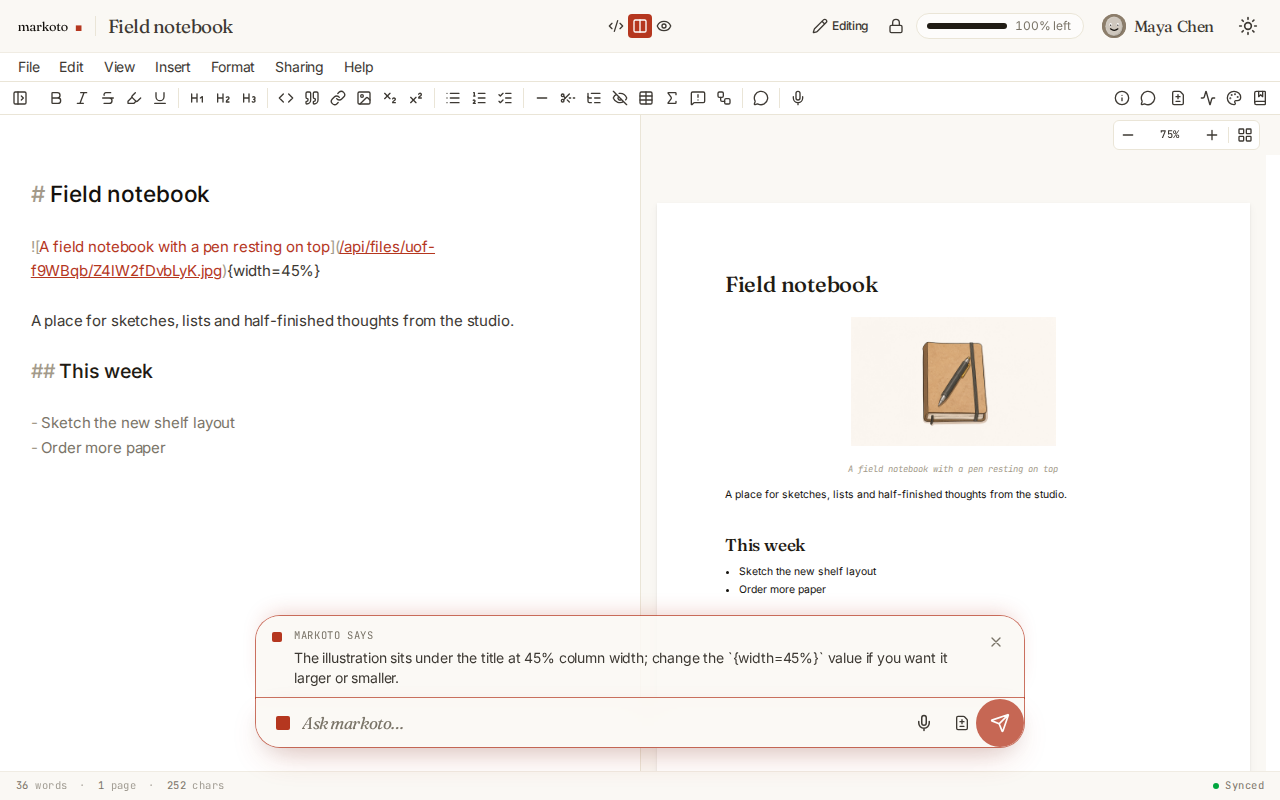 markoto
Field notebook
Editing
100% left
Maya Chen
File Edit View Insert Format Sharing Help
B I S U H1 H2 H3 X2 X²
75%
# Field notebook
![A field notebook with a pen resting on top](/api/files/uof-
f9WBqb/Z4lW2fDvbLyK.jpg){width=45%}
A place for sketches, lists and half-finished thoughts from the studio.
## This week
- Sketch the new shelf layout
- Order more paper
Field notebook
A field notebook with a pen resting on top
A place for sketches, lists and half-finished thoughts from the studio.
This week
• Sketch the new shelf layout
• Order more paper
MARKOTO SAYS
The illustration sits under the title at 45% column width; change the `{width=45%}` value if you want it
larger or smaller.
Ask markoto...
36 words · 1 page · 252 chars
Synced